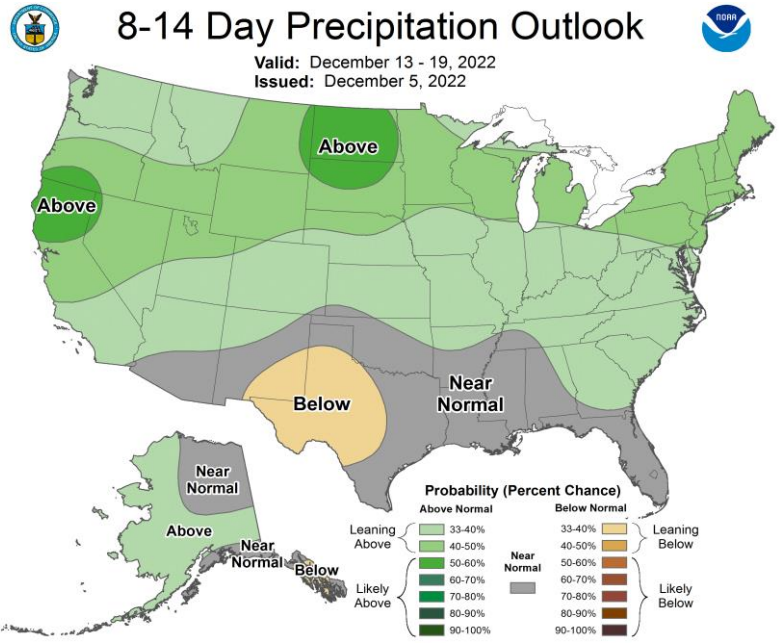 8-14 Day Precipitation Outlook
NOAA
Valid: December 13 - 19, 2022
Issued: December 5, 2022
Above
Above
Below
Near
Normal
Near
Normal
Above
Near
Normal
Below
Probability (Percent Chance)
Above Normal
Below Normal
Leaning
Above
33-40%
40-50%
Likely
Above
50-60%
60-70%
70-80%
80-90%
90-100%
Near
Normal
33-40%
40-50%
Leaning
Below
50-60%
60-70%
70-80%
80-90%
90-100%
Likely
Below